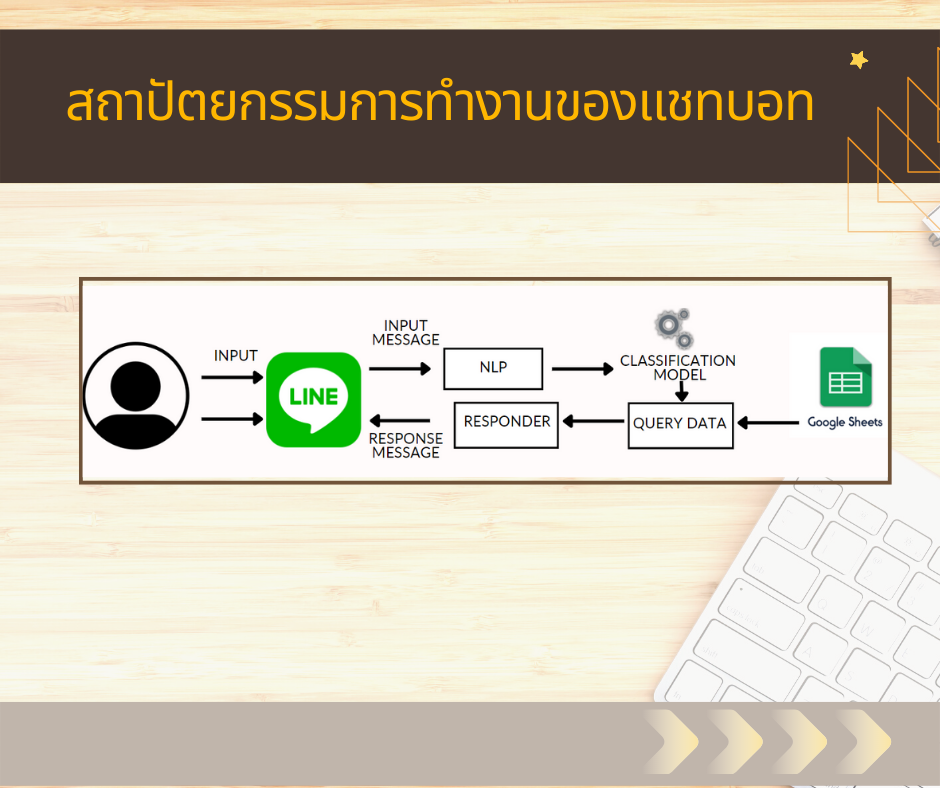 สถาปัตยกรรมการทำงานของแชทบอท
INPUT
LINE
INPUT
MESSAGE
NLP
CLASSIFICATION
MODEL
RESPONSE
MESSAGE
RESPONDER
QUERY DATA
Google Sheets